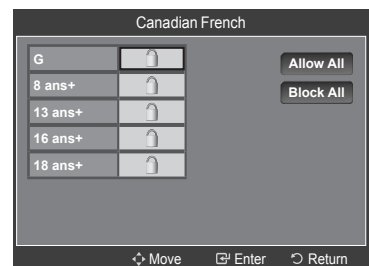 Canadian French
G
Allow All
8 ans+
Block All
13 ans+
16 ans+
18 ans+
Move Enter Return